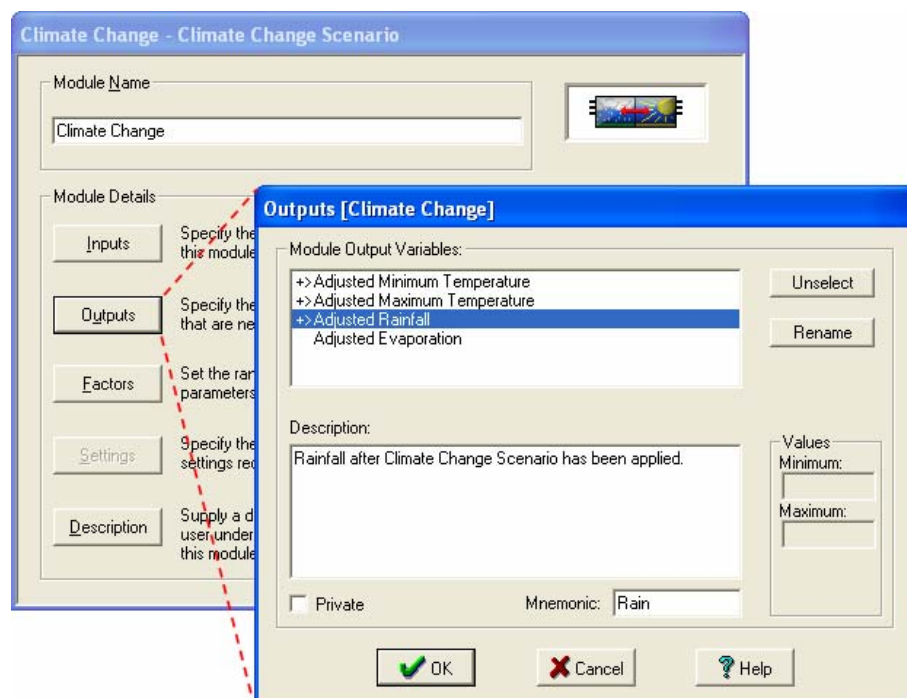 Climate Change - Climate Change Scenario
Module Name
Climate Change
Module Details
Inputs
Specify the
this module
Outputs
Specify the
that are ne
Factors
Set the ran
parameters
Settings
Specify the
settings rec
Description
Supply a d
user under
this module
Outputs [Climate Change]
Module Output Variables:
+>Adjusted Minimum Temperature
+>Adjusted Maximum Temperature
+>Adjusted Rainfall
Adjusted Evaporation
Unselect
Rename
Description:
Rainfall after Climate Change Scenario has been applied.
Values
Minimum:
Maximum:
Private
Mnemonic: Rain
OK
Cancel
? Help